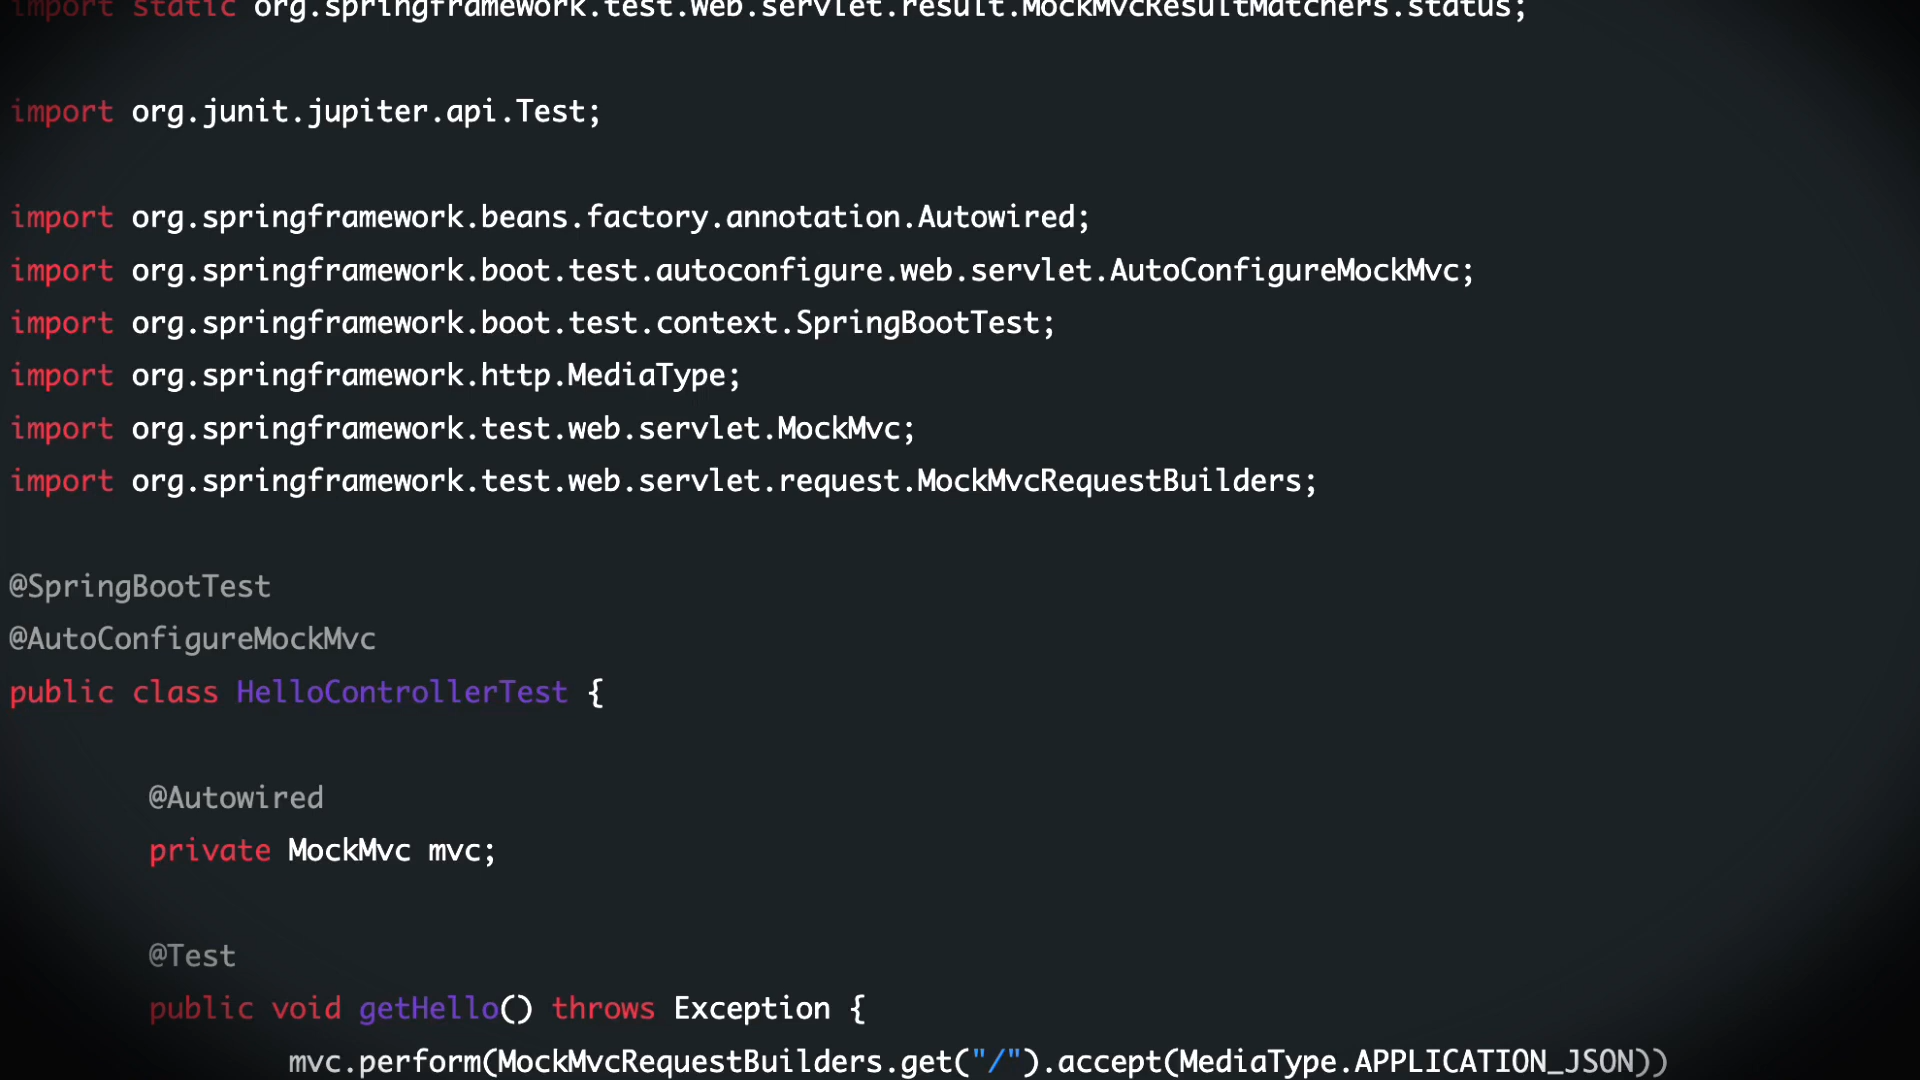 import static org.springframework.test.web.servlet.result.MockMvcResultMatchers.status;
import org.junit.jupiter.api.Test;
import org.springframework.beans.factory.annotation.Autowired;
import org.springframework.boot.test.autoconfigure.web.servlet.AutoConfigureMockMvc;
import org.springframework.boot.test.context.SpringBootTest;
import org.springframework.http.MediaType;
import org.springframework.test.web.servlet.MockMvc;
import org.springframework.test.web.servlet.request.MockMvcRequestBuilders;
@SpringBootTest
@AutoConfigureMockMvc
public class HelloControllerTest {
@Autowired
private MockMvc mvc;
@Test
public void getHello() throws Exception {
mvc.perform(MockMvcRequestBuilders.get("/").accept(MediaType.APPLICATION_JSON))